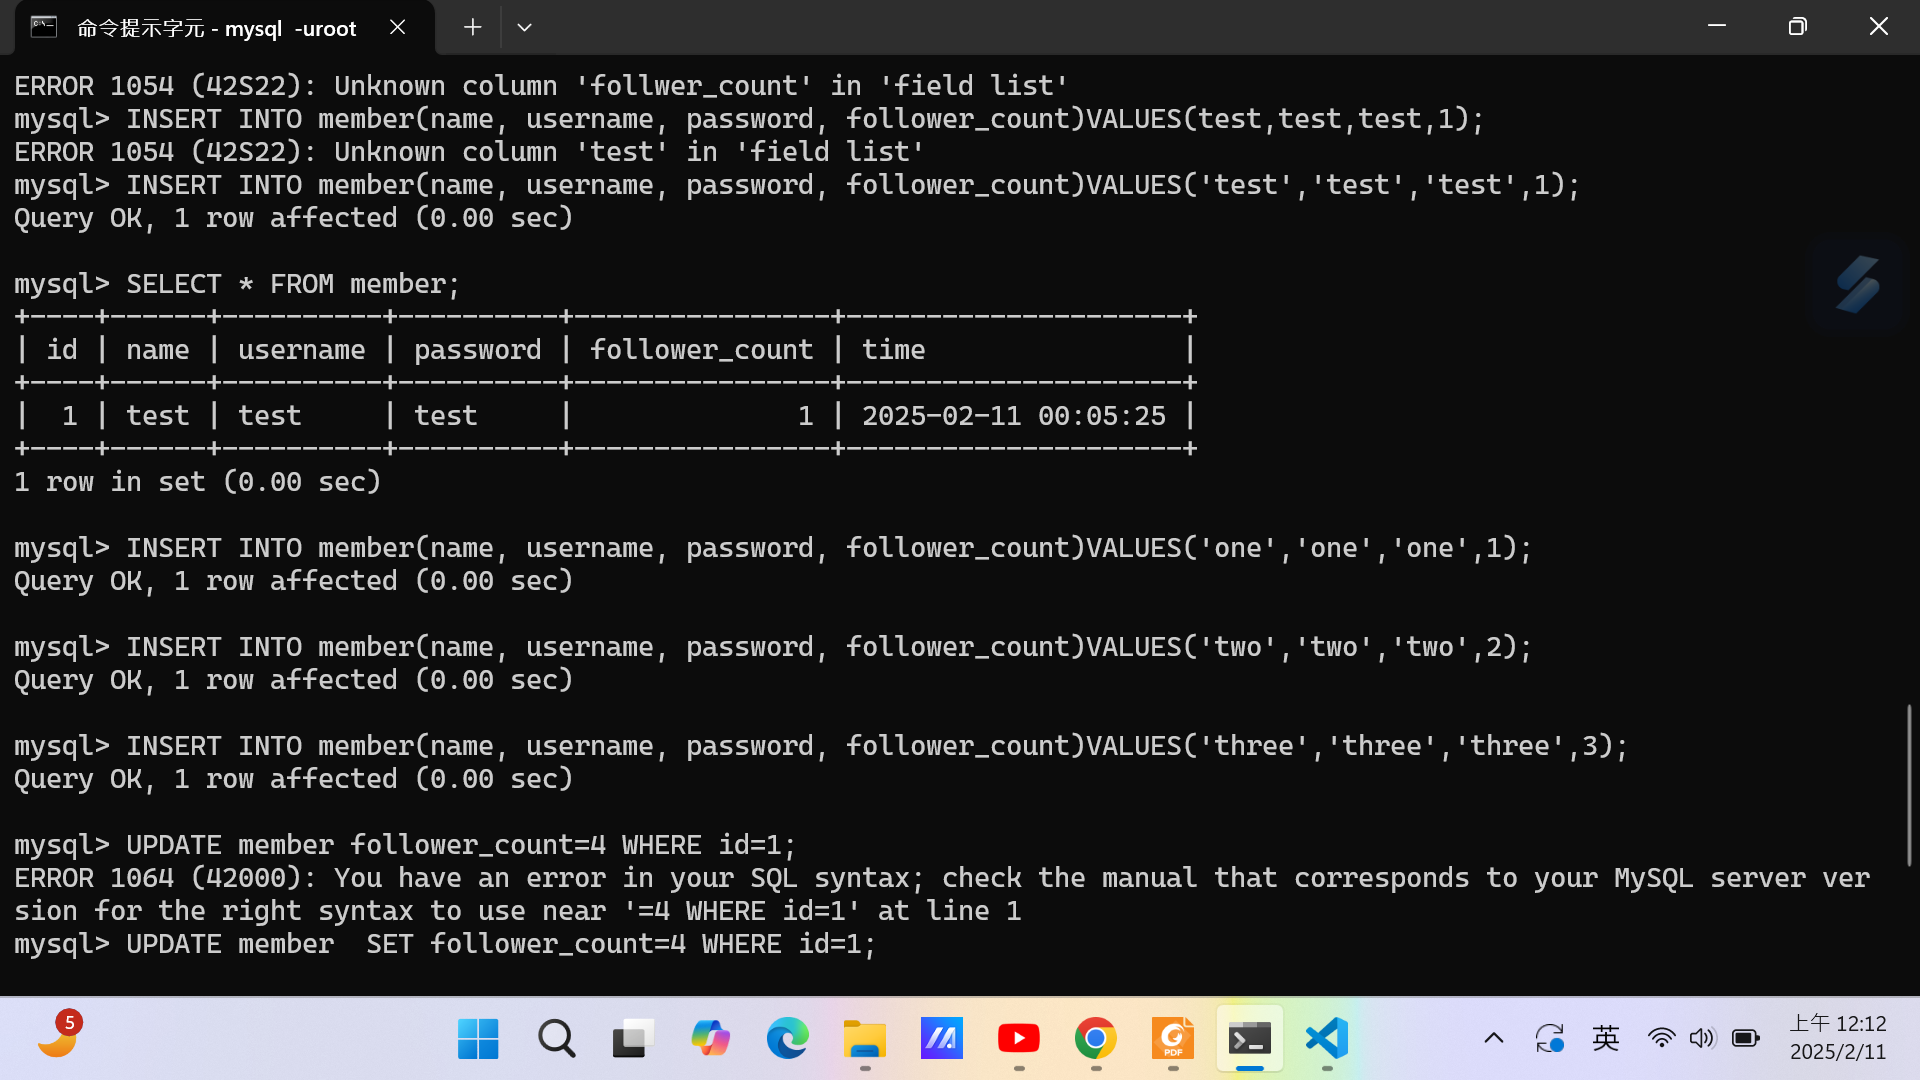 命令提示字元 - mysql  -uroot
ERROR 1054 (42S22): Unknown column 'follwer_count' in 'field list'
mysql> INSERT INTO member(name, username, password, follower_count)VALUES(test,test,test,1);
ERROR 1054 (42S22): Unknown column 'test' in 'field list'
mysql> INSERT INTO member(name, username, password, follower_count)VALUES('test','test','test',1);
Query OK, 1 row affected (0.00 sec)
mysql> SELECT * FROM member;
+----+------+----------+----------+----------------+---------------------+
| id | name | username | password | follower_count | time                |
+----+------+----------+----------+----------------+---------------------+
|  1 | test | test     | test     |              1 | 2025-02-11 00:05:25 |
+----+------+----------+----------+----------------+---------------------+
1 row in set (0.00 sec)
mysql> INSERT INTO member(name, username, password, follower_count)VALUES('one','one','one',1);
Query OK, 1 row affected (0.00 sec)
mysql> INSERT INTO member(name, username, password, follower_count)VALUES('two','two','two',2);
Query OK, 1 row affected (0.00 sec)
mysql> INSERT INTO member(name, username, password, follower_count)VALUES('three','three','three',3);
Query OK, 1 row affected (0.00 sec)
mysql> UPDATE member follower_count=4 WHERE id=1;
ERROR 1064 (42000): You have an error in your SQL syntax; check the manual that corresponds to your MySQL server ver
sion for the right syntax to use near '=4 WHERE id=1' at line 1
mysql> UPDATE member  SET follower_count=4 WHERE id=1;
5
PDF
英
上午 12:12
2025/2/11